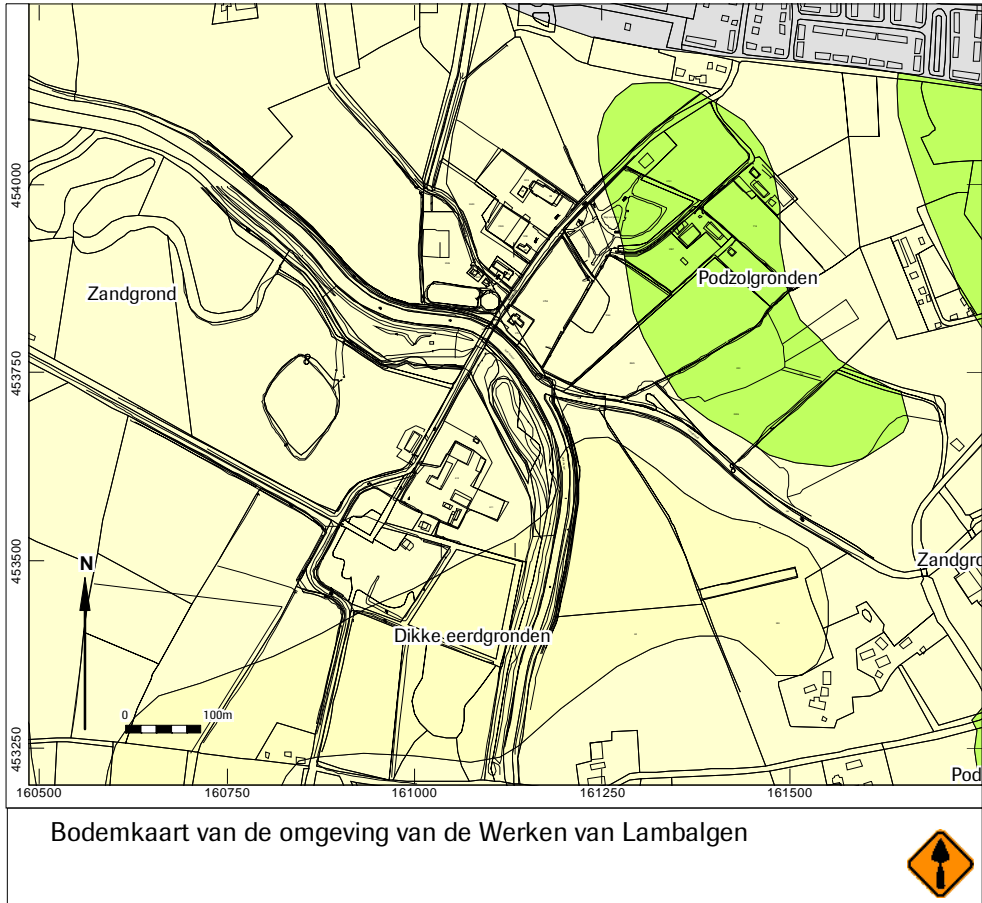 454000
Zandgrond
Podzolgronden
453750
453500
N
Zandgro
Dikke eerdgronden
0 100m
453250
Pod
160500 160750 161000 161250 161500
Bodemkaart van de omgeving van de Werken van Lambalgen